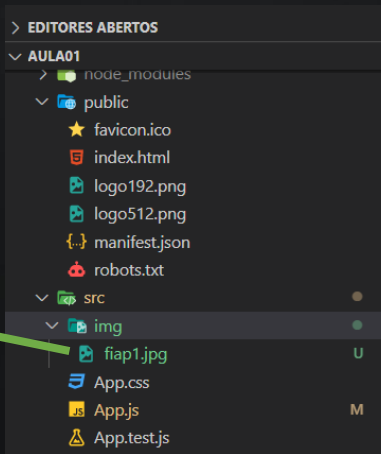 EDITORES ABERTOS
AULA01
node_modules
public
favicon.ico
index.html
logo192.png
logo512.png
manifest.json
robots.txt
src
img
fiap1.jpg U
App.css
JS App.js M
App.test.js